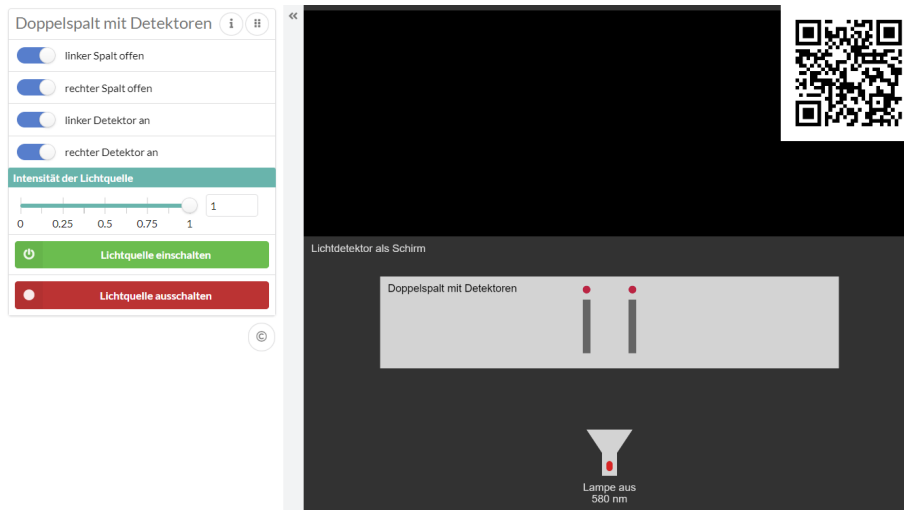 Doppelspalt mit Detektoren
linker Spalt offen
rechter Spalt offen
linker Detektor an
rechter Detektor an
Intensität der Lichtquelle
1
0 0.25 0.5 0.75 1
Lichtquelle einschalten
Lichtquelle ausschalten
©
Lichtdetektor als Schirm
Doppelspalt mit Detektoren
Lampe aus
580 nm